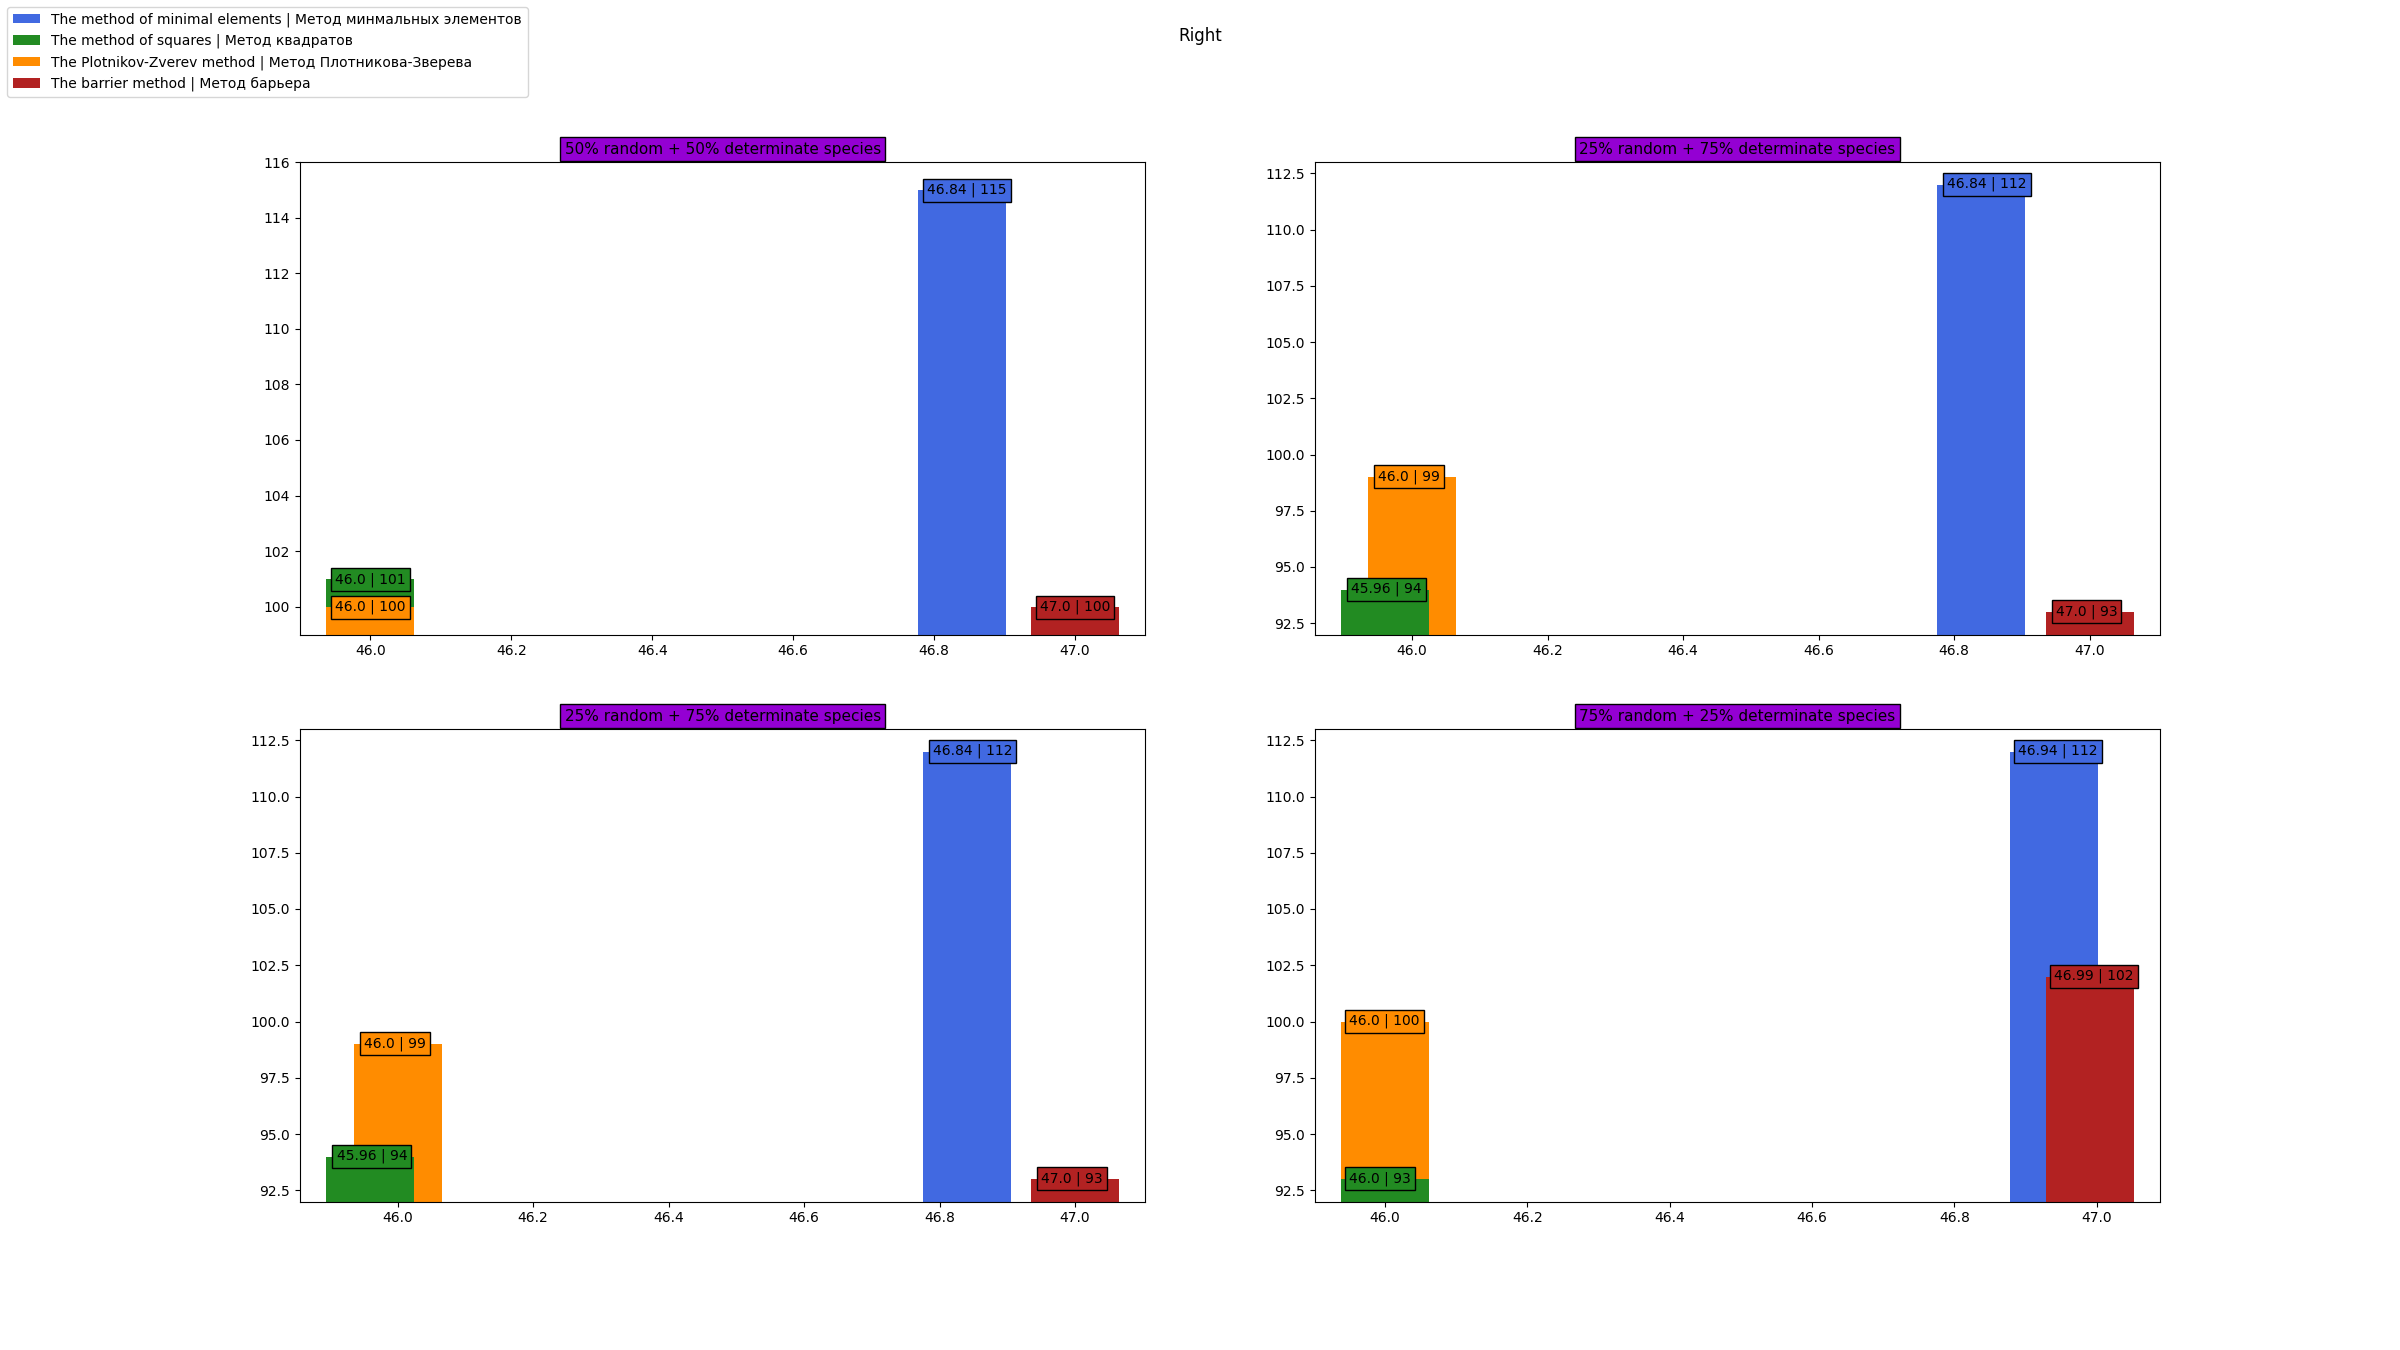 The method of minimal elements | Метод минмальных элементов
The method of squares | Метод квадратов
The Plotnikov-Zverev method | Метод Плотникова-Зверева
The barrier method | Метод барьера
Right
50% random + 50% determinate species
116
114
112
110
108
106
104
102
100
46.84 | 115
46.0 | 101
46.0 | 100
47.0 | 100
46.0 46.2 46.4 46.6 46.8 47.0
25% random + 75% determinate species
112.5
110.0
107.5
105.0
102.5
100.0
97.5
95.0
92.5
46.84 | 112
46.0 | 99
45.96 | 94
47.0 | 93
46.0 46.2 46.4 46.6 46.8 47.0
25% random + 75% determinate species
112.5
110.0
107.5
105.0
102.5
100.0
97.5
95.0
92.5
46.84 | 112
46.0 | 99
45.96 | 94
47.0 | 93
46.0 46.2 46.4 46.6 46.8 47.0
75% random + 25% determinate species
112.5
110.0
107.5
105.0
102.5
100.0
97.5
95.0
92.5
46.94 | 112
46.99 | 102
46.0 | 100
46.0 | 93
46.0 46.2 46.4 46.6 46.8 47.0